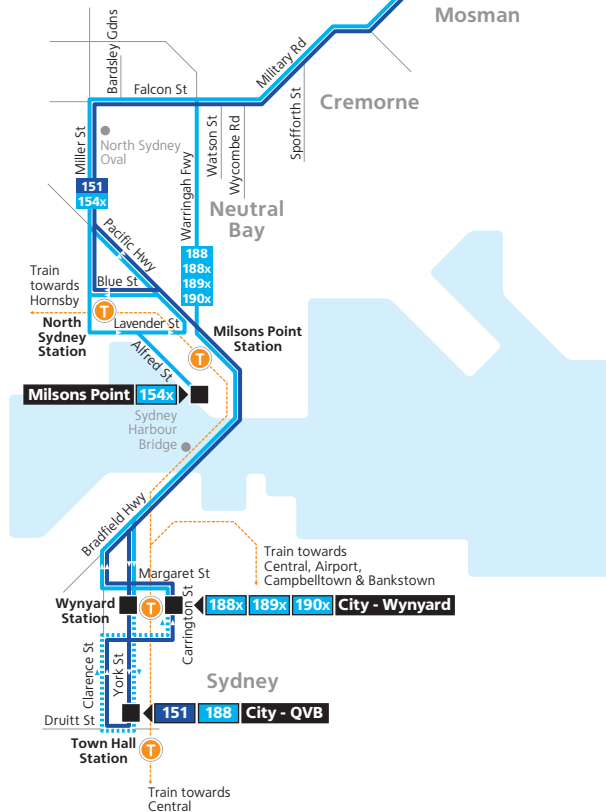 Mosman
Bardsley Gdns
Military Rd
Falcon St
Cremorne
Spofforth St
Miller St
North Sydney
Oval
Watson St
Wycombe Rd
Warringah Fwy
151
154x
Neutral
Bay
Pacific Hwy
188
188x
189x
190x
Train
towards
Hornsby
Blue St
T
North
Sydney
Station
Lavender St
Milsons Point
Station
T
Alfred St
Milsons Point 154x
Sydney
Harbour
Bridge
Bradfield Hwy
Train towards
Central, Airport,
Campbelltown & Bankstown
Margaret St
Wynyard
Station
T
Carrington St
188x 189x 190x City - Wynyard
Clarence St
York St
Sydney
151 188 City - QVB
Druitt St
Town Hall
Station
T
Train towards
Central